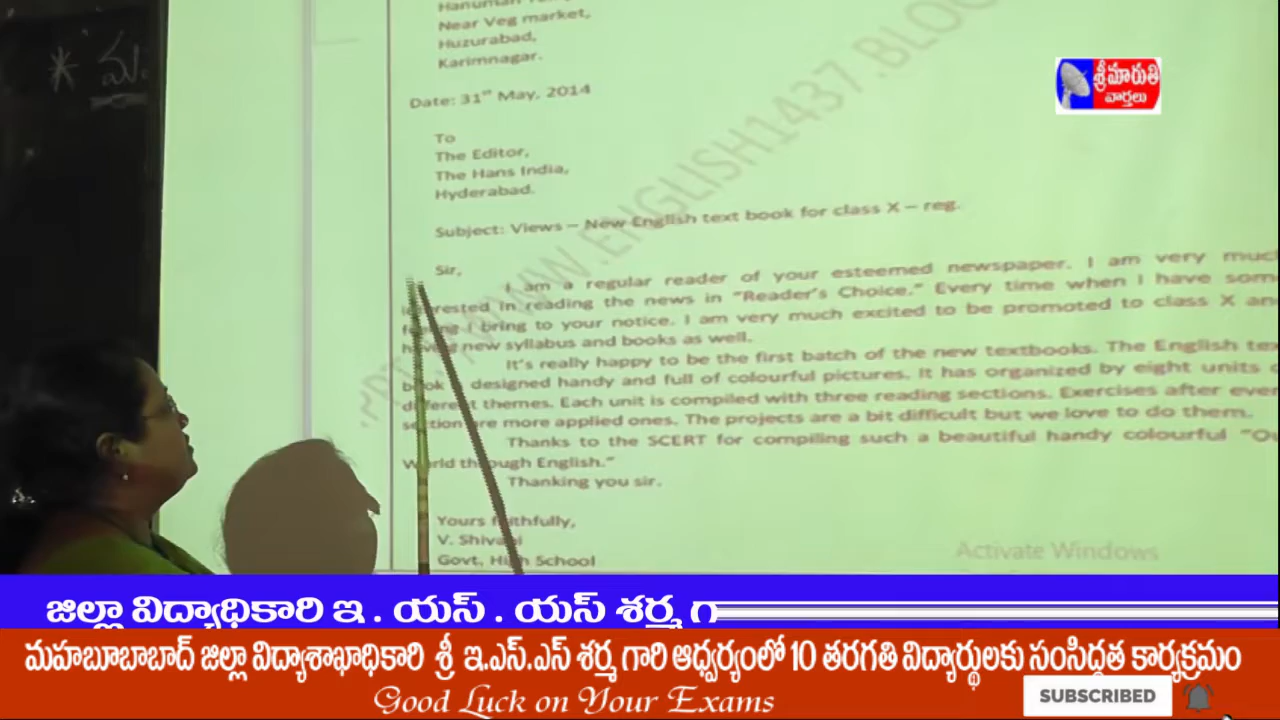 Hanuman
Near Veg market,
Huzurabad,
Karimnagar.
Date: 31st May, 2014
To
The Editor,
The Hans India,
Hyderabad.
Subject: Views – New English text book for class X – reg.
Sir,
I am a regular reader of your esteemed newspaper. I am very much
interested in reading the news in “Reader’s Choice.” Every time when I have som
I bring to your notice. I am very much excited to be promoted to class X an
having new syllabus and books as well.
It’s really happy to be the first batch of the new textbooks. The English tex
book designed handy and full of colourful pictures. It has organized by eight units o
different themes. Each unit is compiled with three reading sections. Exercises after ever
section are more applied ones. The projects are a bit difficult but we love to do them.
Thanks to the SCERT for compiling such a beautiful handy colourful “Ou
World through English.”
Thanking you sir.
Yours faithfully,
V. Shivani
Govt, High School
WWW.ENGLISH1437.BLOG
Activate Windows
* మ
శ్రీమారుతి
వార్తలు
జిల్లా విద్యాధికారి ఇ . యస్ . యస్ శర్మ గ
మహబూబాబాద్ జిల్లా విద్యాశాఖాధికారి శ్రీ ఇ.ఎస్.ఎస్ శర్మ గారి ఆధ్వర్యంలో 10 తరగతి విద్యార్థులకు సంసిద్ధత కార్యక్రమం
Good Luck on Your Exams
SUBSCRIBED